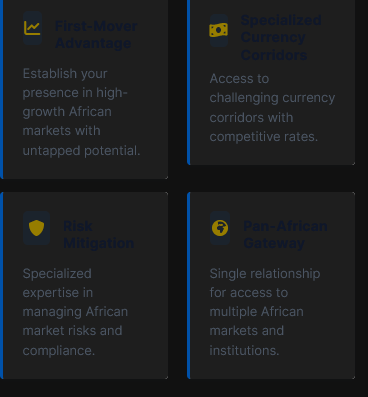 First-Mover
Advantage
Establish your
presence in high-
growth African
markets with
untapped potential.
Specialized
Currency
Corridors
Access to
challenging currency
corridors with
competitive rates.
Risk
Mitigation
Specialized
expertise in
managing African
market risks and
compliance.
Pan-African
Gateway
Single relationship
for access to
multiple African
markets and
institutions.